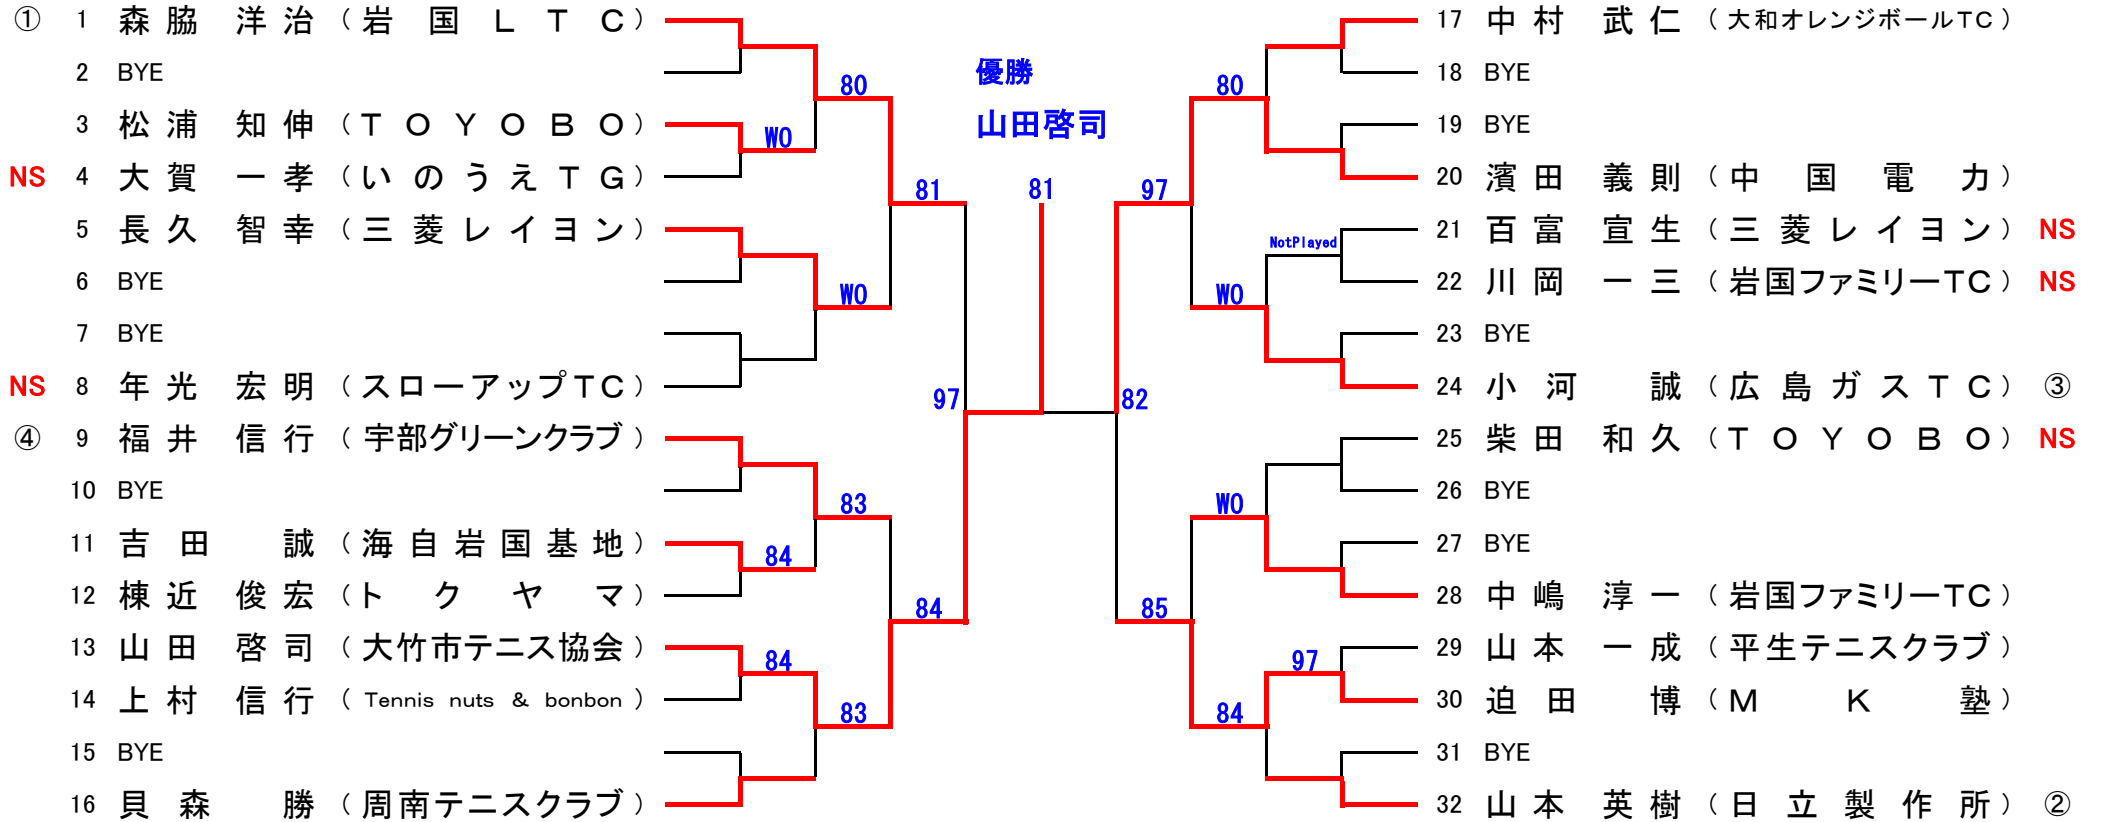 ① 1 森脇 洋治 (岩国LTC)
2 BYE
3 松浦 知伸 (TOYOBO)
NS 4 大賀 一孝 (いのうえTG)
5 長久 智幸 (三菱レイヨン)
6 BYE
7 BYE
NS 8 年光 宏明 (スローアップTC)
④ 9 福井 信行 (宇部グリーンクラブ)
10 BYE
11 吉田 誠 (海自岩国基地)
12 棟近 俊宏 (トクヤマ)
13 山田 啓司 (大竹市テニス協会)
14 上村 信行 (Tennis nuts & bonbon)
15 BYE
16 貝森 勝 (周南テニスクラブ)
80
WO
81
WO
97
83
84
84
84
83
優勝
山田啓司
81
80
97
NotPlayed
WO
82
WO
85
97
84
17 中村 武仁 (大和オレンジボールTC)
18 BYE
19 BYE
20 濱田 義則 (中国電力)
21 百富 宣生 (三菱レイヨン) NS
22 川岡 一三 (岩国ファミリーTC) NS
23 BYE
24 小河 誠 (広島ガスTC) ③
25 柴田 和久 (TOYOBO) NS
26 BYE
27 BYE
28 中嶋 淳一 (岩国ファミリーTC)
29 山本 一成 (平生テニスクラブ)
30 迫田 博 (MK塾)
31 BYE
32 山本 英樹 (日立製作所) ②